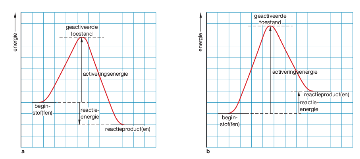 energie
geactiveerde
toestand
activeringsenergie
begin-
stof(fen)
reactie-
energie
reactieproduct(en)
a
energie
geactiveerde
toestand
activeringsenergie
reactieproduct(en)
reactie-
energie
begin-
stof(fen)
b